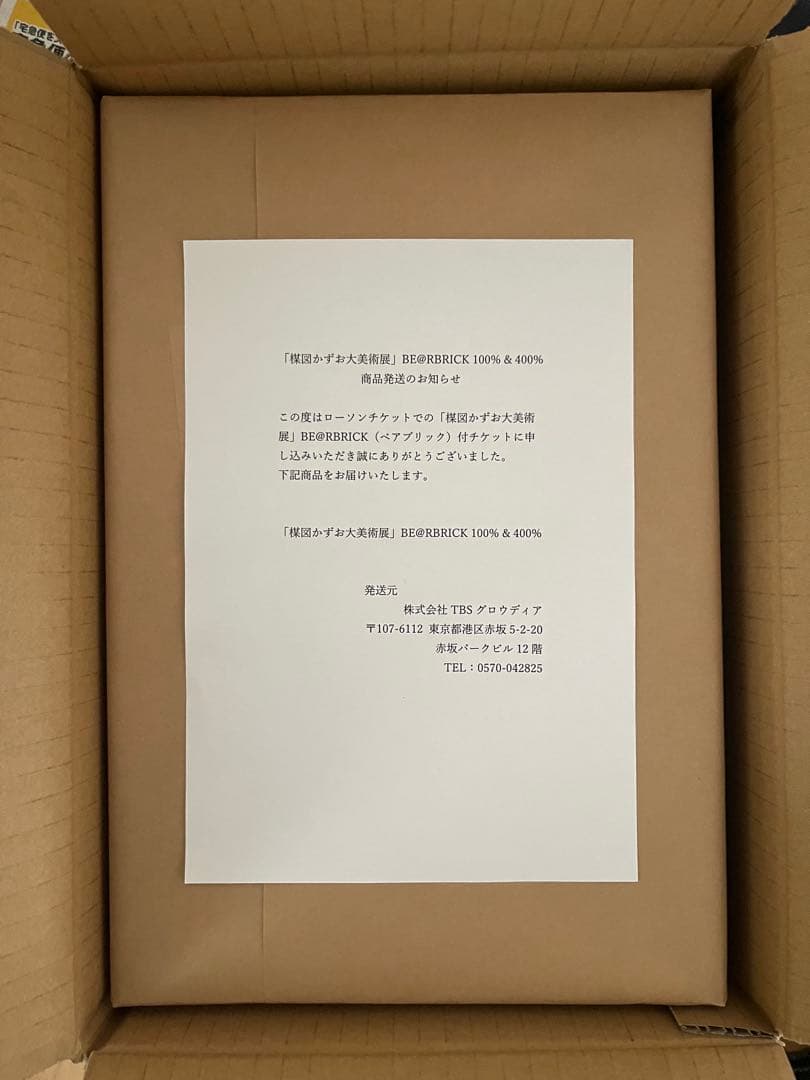 「宅急便を
「楳図かずお大美術展」BE@RBRICK 100% & 400%
商品発送のお知らせ
この度はローソンチケットでの「楳図かずお大美術
展」BE@RBRICK（ベアブリック）付チケットに申
し込みいただき誠にありがとうございました。
下記商品をお届けいたします。
「楳図かずお大美術展」BE@RBRICK 100% & 400%
発送元
株式会社 TBS グロウディア
〒107-6112 東京都港区赤坂 5-2-20
赤坂パークビル 12 階
TEL：0570-042825